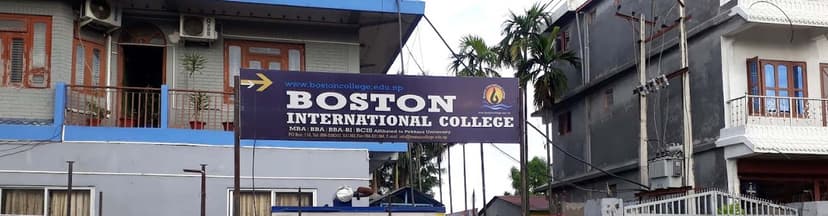 www.bostoncollege.edu.np
BOSTON
INTERNATIONAL COLLEGE
MBA | BBA | BBA-BI | BCIS Affiliated to Pokhara University